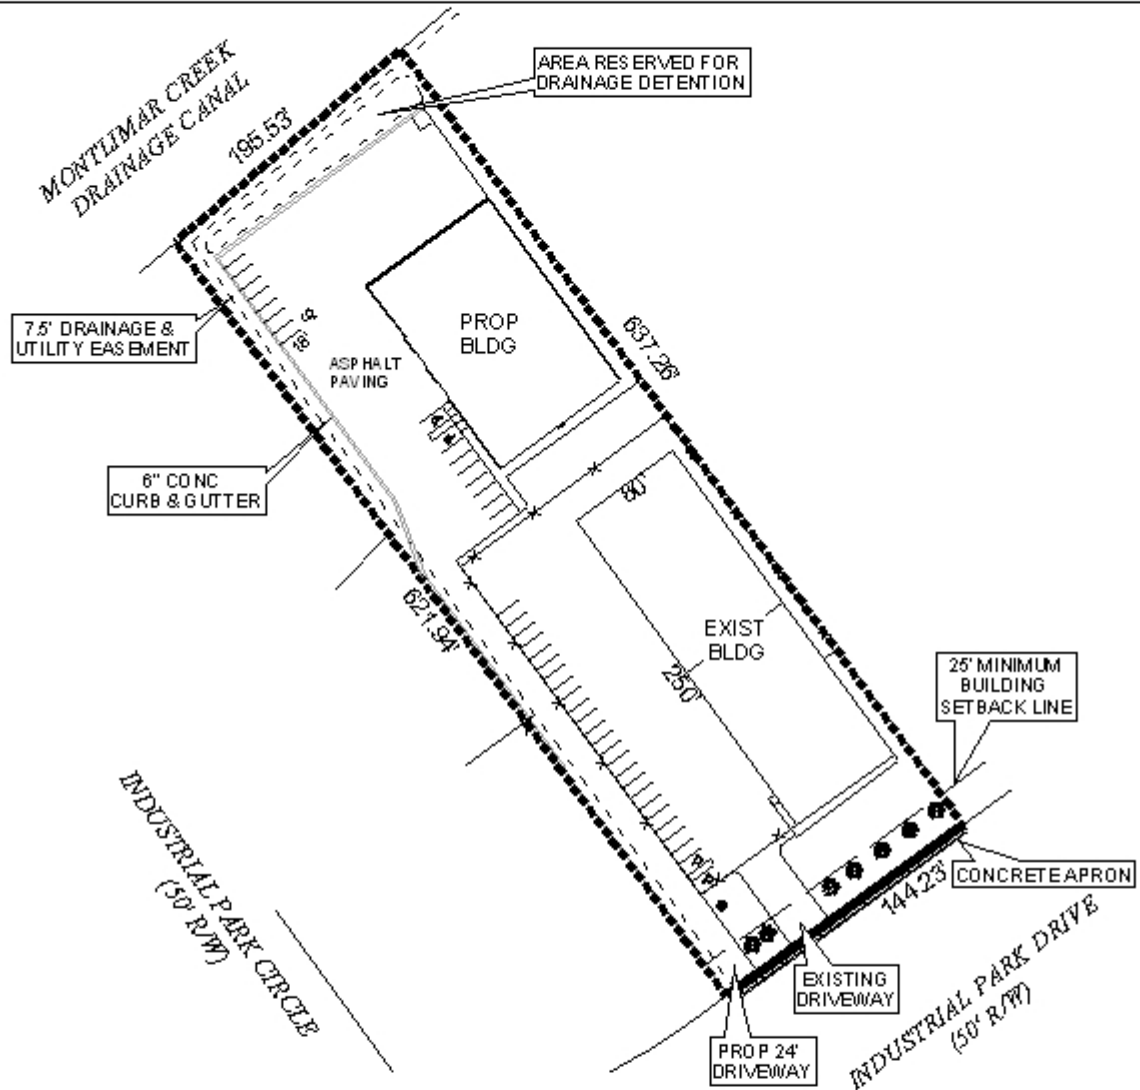 MONTLIMAR CREEK
DRAINAGE CANAL
AREA RESERVED FOR
DRAINAGE DETENTION
195.53'
7.5' DRAINAGE &
UTILITY EASEMENT
18
PROP
BLDG
637.26'
ASPHALT
PAVING
6" CONC
CURB & GUTTER
80'
621.94'
EXIST
BLDG
250'
25' MINIMUM
BUILDING
SETBACK LINE
CONCRETE APRON
144.23'
INDUSTRIAL PARK CIRCLE
(50' R/W)
EXISTING
DRIVEWAY
PROP 24'
DRIVEWAY
INDUSTRIAL PARK DRIVE
(50' R/W)